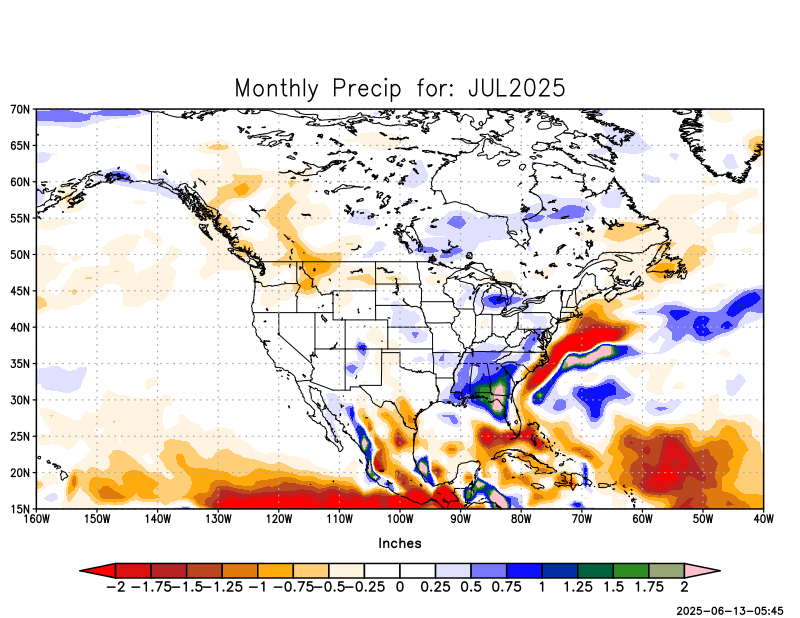 Monthly Precip for: JUL2025
70N
65N
60N
55N
50N
45N
40N
35N
30N
25N
20N
15N
160W 150W 140W 130W 120W 110W 100W 90W 80W 70W 60W 50W 40W
Inches
-2 -1.75 -1.5 -1.25 -1 -0.75 -0.5 -0.25 0 0.25 0.5 0.75 1 1.25 1.5 1.75 2
2025-06-13-05:45